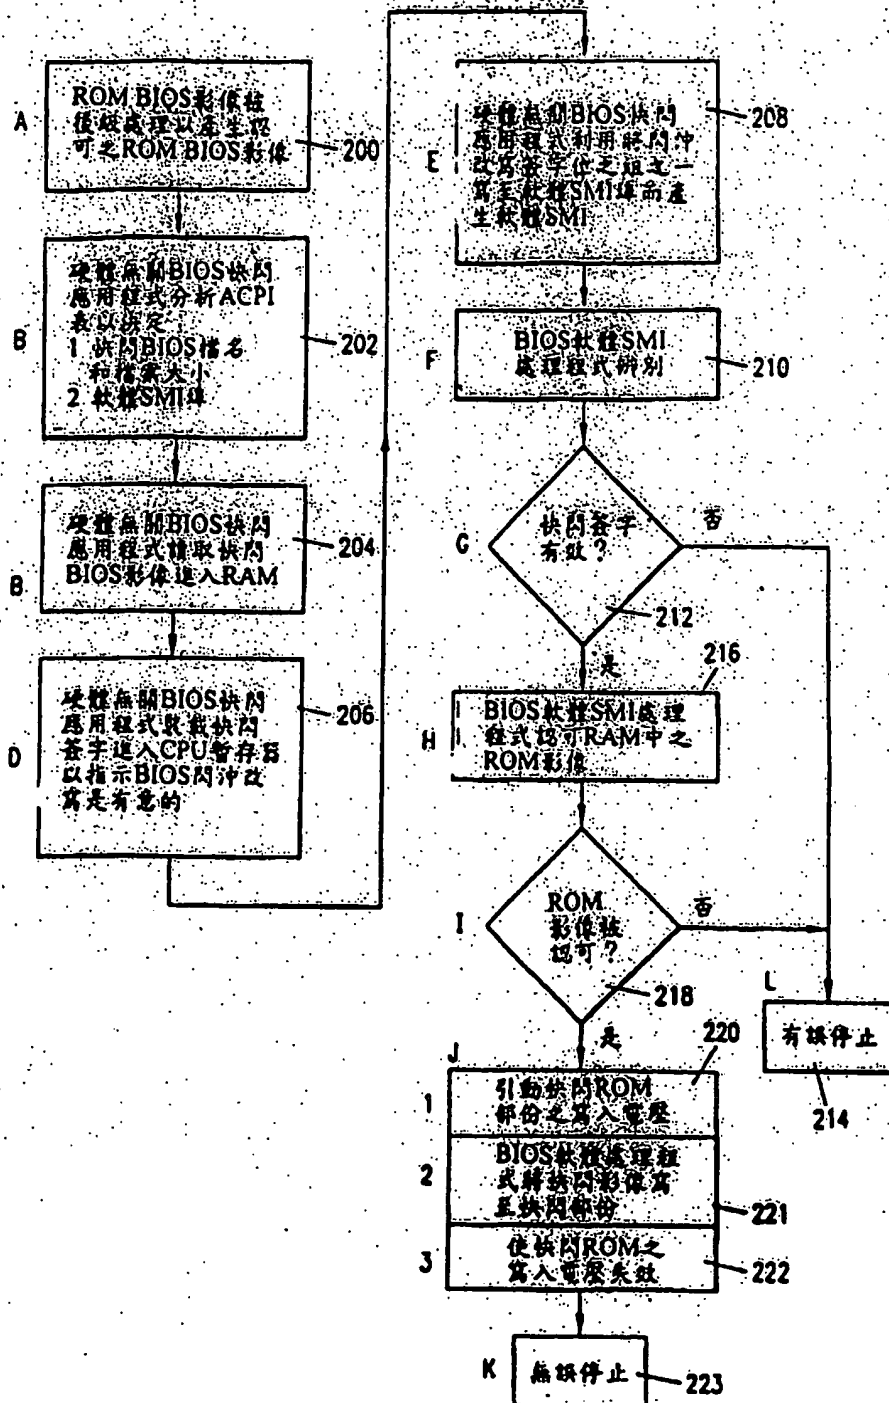 A
ROM BIOS影像被
後級處理以產生認
可之ROM BIOS影像
200
B
硬體無關BIOS快閃
應用程式分析ACPI
表以決定:
1 快閃BIOS檔名
和檔案大小
2 軟體SMI埠
202
B
硬體無關BIOS快閃
應用程式讀取快閃
BIOS影像進入RAM
204
D
硬體無關BIOS快閃
應用程式裝載快閃
簽字進入CPU暫存器
以指示BIOS閃沖改
寫是有意的
206
E
硬體無關BIOS快閃
應用程式利用將閃沖
改寫簽字位之組之一
寫至軟體SMI埠而產
生軟體SMI
208
F
BIOS軟體SMI
處理程式辨別
210
G
快閃簽字
有效?
212
否
是
216
H
BIOS軟體SMI處理
程式認可RAM中之
ROM影像
I
ROM
影像被
認可?
218
否
是
L
有誤停止
214
J
220
1
引動快閃ROM
部份之寫入電壓
2
BIOS軟體處理程
式將快閃影像寫
至快閃部份
221
3
使快閃ROM之
寫入電壓失效
222
K
無誤停止
223